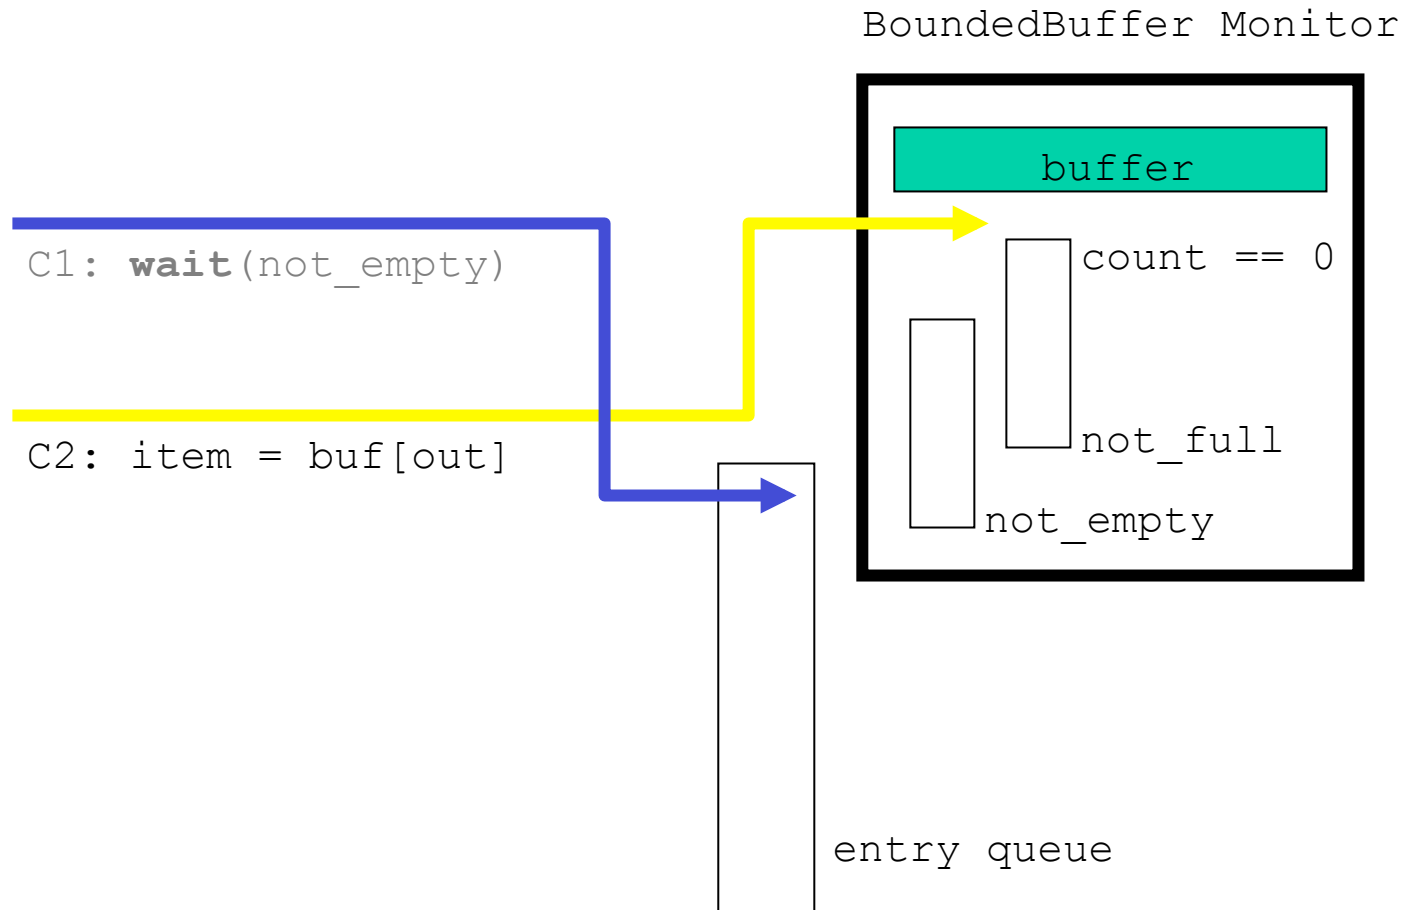 BoundedBuffer Monitor
buffer
C1: wait(not_empty)
count == 0
C2: item = buf[out]
not_full
not_empty
entry queue